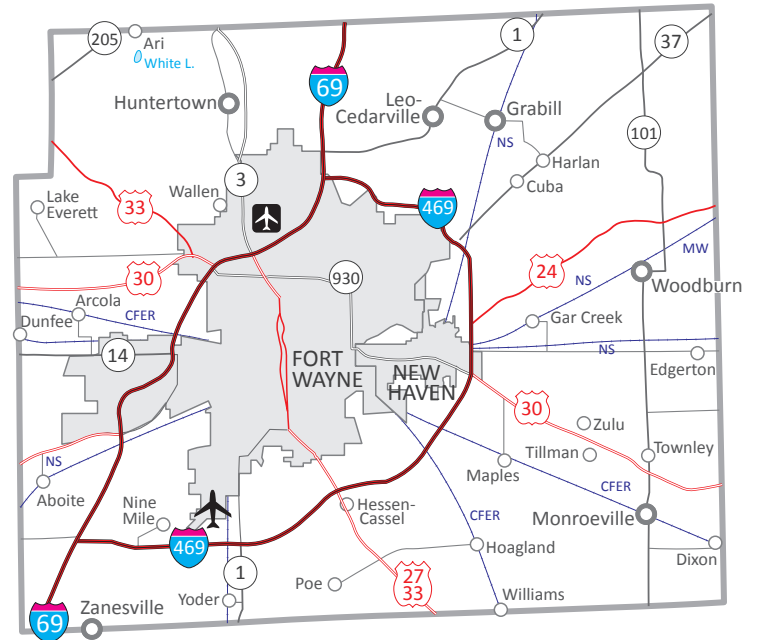 205
Ari
White L.
1
37
69
Huntertown
Leo-
Cedarville
Grabill
NS
101
Harlan
Cuba
3
Wallen
Lake
Everett
33
469
30
24
MW
NS
Woodburn
930
Arcola
CFER
Dunfee
Gar Creek
14
NS
Edgerton
FORT
WAYNE
NEW
HAVEN
30
Zulu
Tillman
Townley
NS
Maples
Aboite
CFER
Nine
Mile
Hessen-
Cassel
CFER
Monroeville
469
Hoagland
Dixon
1
Poe
27
33
Yoder
Williams
69
Zanesville